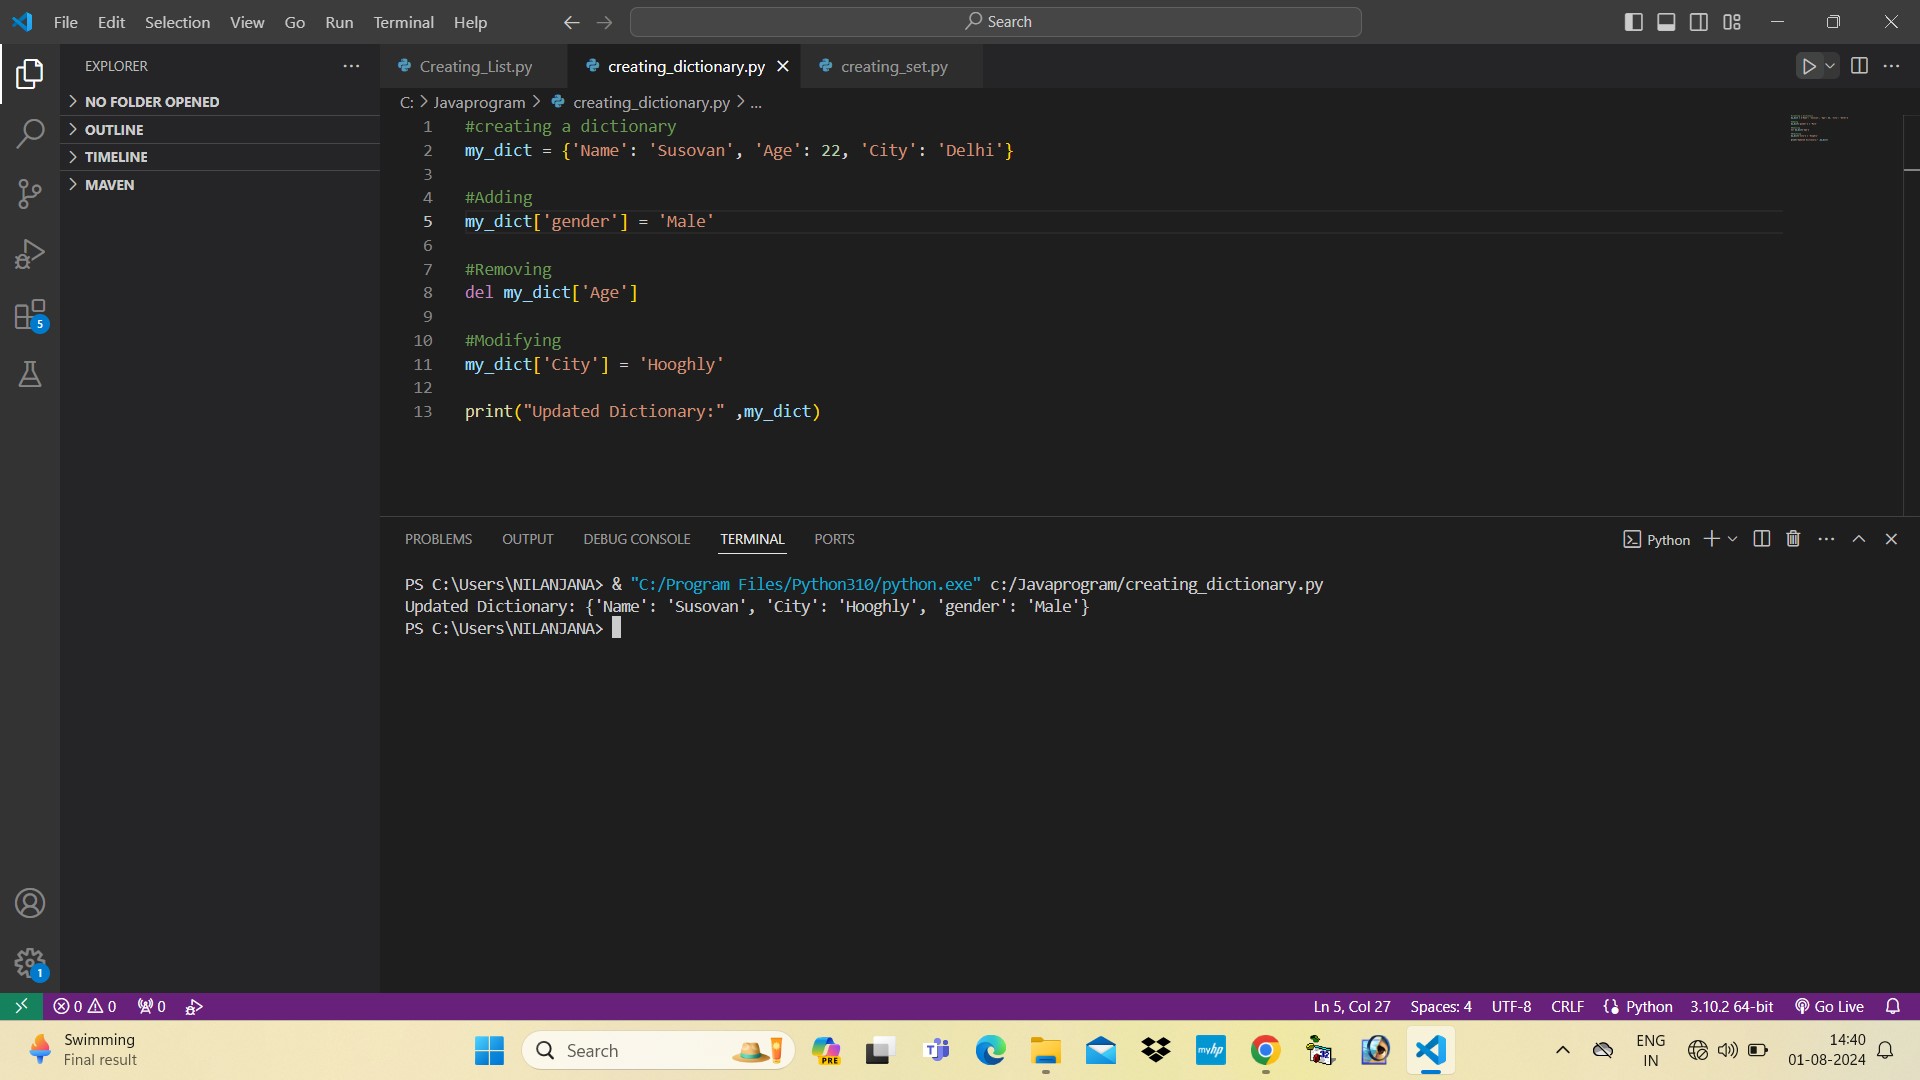 File Edit Selection View Go Run Terminal Help
Search
EXPLORER
NO FOLDER OPENED
OUTLINE
TIMELINE
MAVEN
5
1
Creating_List.py creating_dictionary.py creating_set.py
C: > Javaprogram > creating_dictionary.py > ...
1 #creating a dictionary
2 my_dict = {'Name': 'Susovan', 'Age': 22, 'City': 'Delhi'}
3
4 #Adding
5 my_dict['gender'] = 'Male'
6
7 #Removing
8 del my_dict['Age']
9
10 #Modifying
11 my_dict['City'] = 'Hooghly'
12
13 print("Updated Dictionary:" ,my_dict)
PROBLEMS OUTPUT DEBUG CONSOLE TERMINAL PORTS
Python
PS C:\Users\NILANJANA> & "C:/Program Files/Python310/python.exe" c:/Javaprogram/creating_dictionary.py
Updated Dictionary: {'Name': 'Susovan', 'City': 'Hooghly', 'gender': 'Male'}
PS C:\Users\NILANJANA>
0 0 0 Ln 5, Col 27 Spaces: 4 UTF-8 CRLF Python 3.10.2 64-bit Go Live
Swimming
Final result
Search
PRE
myhp
ENG
IN
14:40
01-08-2024